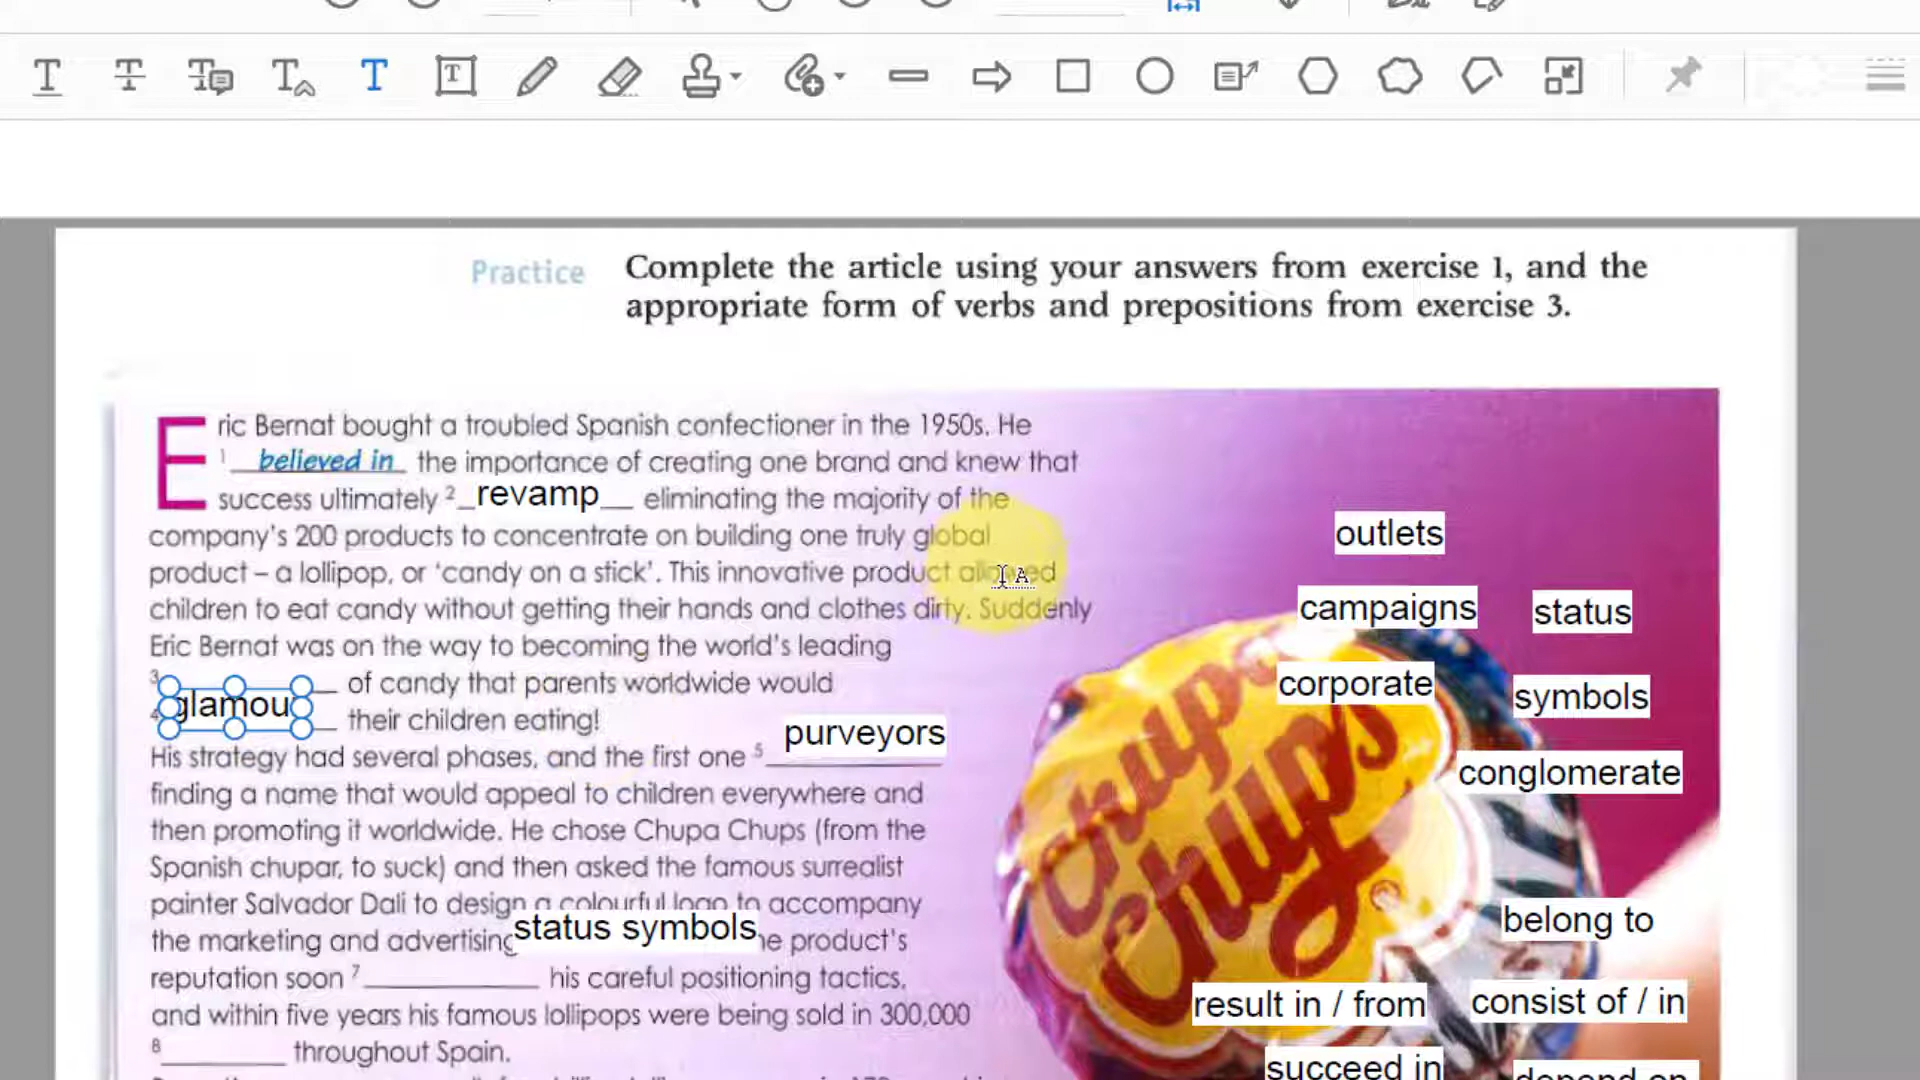 Practice
Complete the article using your answers from exercise 1, and the
appropriate form of verbs and prepositions from exercise 3.
Eric Bernat bought a troubled Spanish confectioner in the 1950s. He
1 believed in the importance of creating one brand and knew that
success ultimately 2 _revamp__ eliminating the majority of the
company's 200 products to concentrate on building one truly global
product – a lollipop, or 'candy on a stick'. This innovative product allowed
children to eat candy without getting their hands and clothes dirty. Suddenly
Eric Bernat was on the way to becoming the world's leading
3 __ of candy that parents worldwide would
glamou
4 __ their children eating!
purveyors
His strategy had several phases, and the first one 5 ____________
finding a name that would appeal to children everywhere and
then promoting it worldwide. He chose Chupa Chups (from the
Spanish chupar, to suck) and then asked the famous surrealist
painter Salvador Dali to design a colourful logo to accompany
the marketing and advertising status symbols he product's
reputation soon 7 ____________ his careful positioning tactics,
and within five years his famous lollipops were being sold in 300,000
8 _________ throughout Spain.
outlets
campaigns
status
corporate
symbols
conglomerate
Chupa
Chups
belong to
result in / from
consist of / in
succeed in
depend on